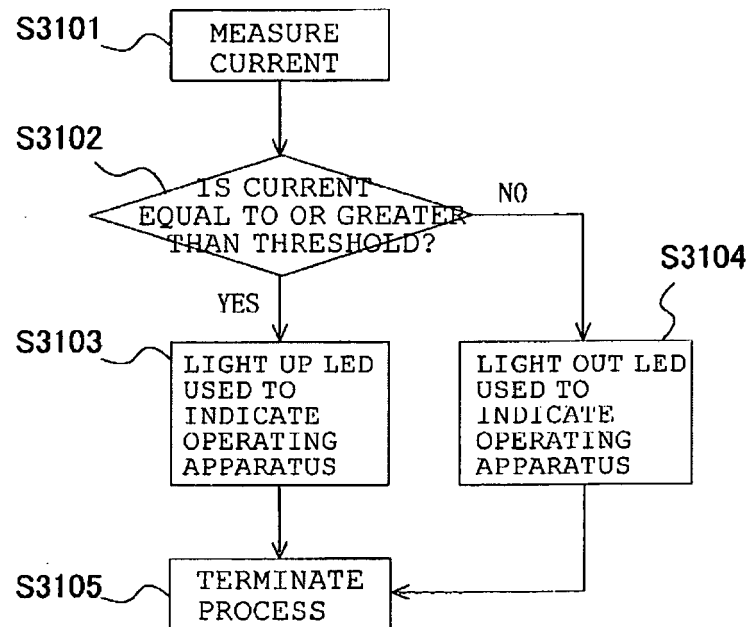 S3101
MEASURE
CURRENT
S3102
IS CURRENT
EQUAL TO OR GREATER
THAN THRESHOLD?
NO
YES
S3103
LIGHT UP LED
USED TO
INDICATE
OPERATING
APPARATUS
S3104
LIGHT OUT LED
USED TO
INDICATE
OPERATING
APPARATUS
S3105
TERMINATE
PROCESS